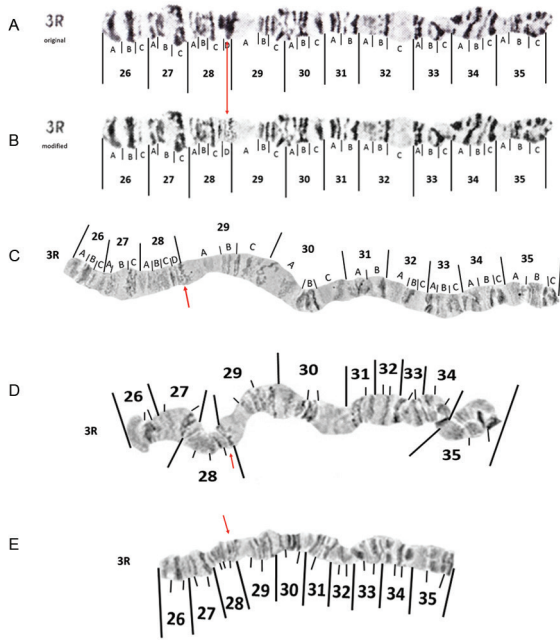 A
3R
original
A B C A B C A B C D A B C A B C A B C A B C A B C A B C A B C
26 27 28 29 30 31 32 33 34 35
B
3R
modified
A B C A B C A B C D A B C A B C A B C A B C A B C A B C A B C
26 27 28 29 30 31 32 33 34 35
C
3R
26 27 28 29 30 31 32 33 34 35
A B C A B C A B C D A B C A B C A B A B C A B C A B C A B C
D
3R
26 27 28 29 30 31 32 33 34 35
E
3R
26 27 28 29 30 31 32 33 34 35